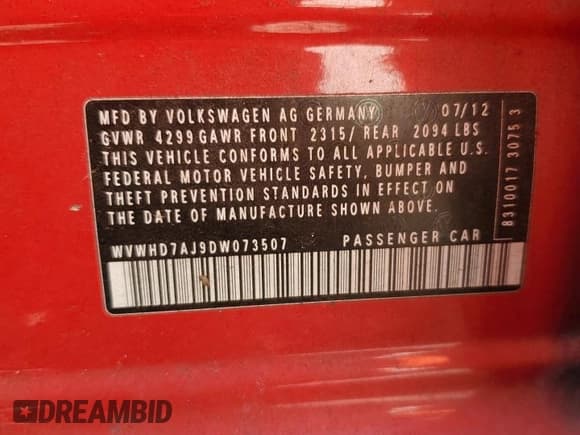 MFD BY VOLKSWAGEN AG GERMANY 07/12
GVWR 4299 GAWR FRONT 2315/ REAR 2094 LBS
THIS VEHICLE CONFORMS TO ALL APPLICABLE U.S.
FEDERAL MOTOR VEHICLE SAFETY, BUMPER AND
THEFT PREVENTION STANDARDS IN EFFECT ON
THE DATE OF MANUFACTURE SHOWN ABOVE.
WVWHD7AJ9DW073507 PASSENGER CAR
8310017 3075 3
DREAMBID